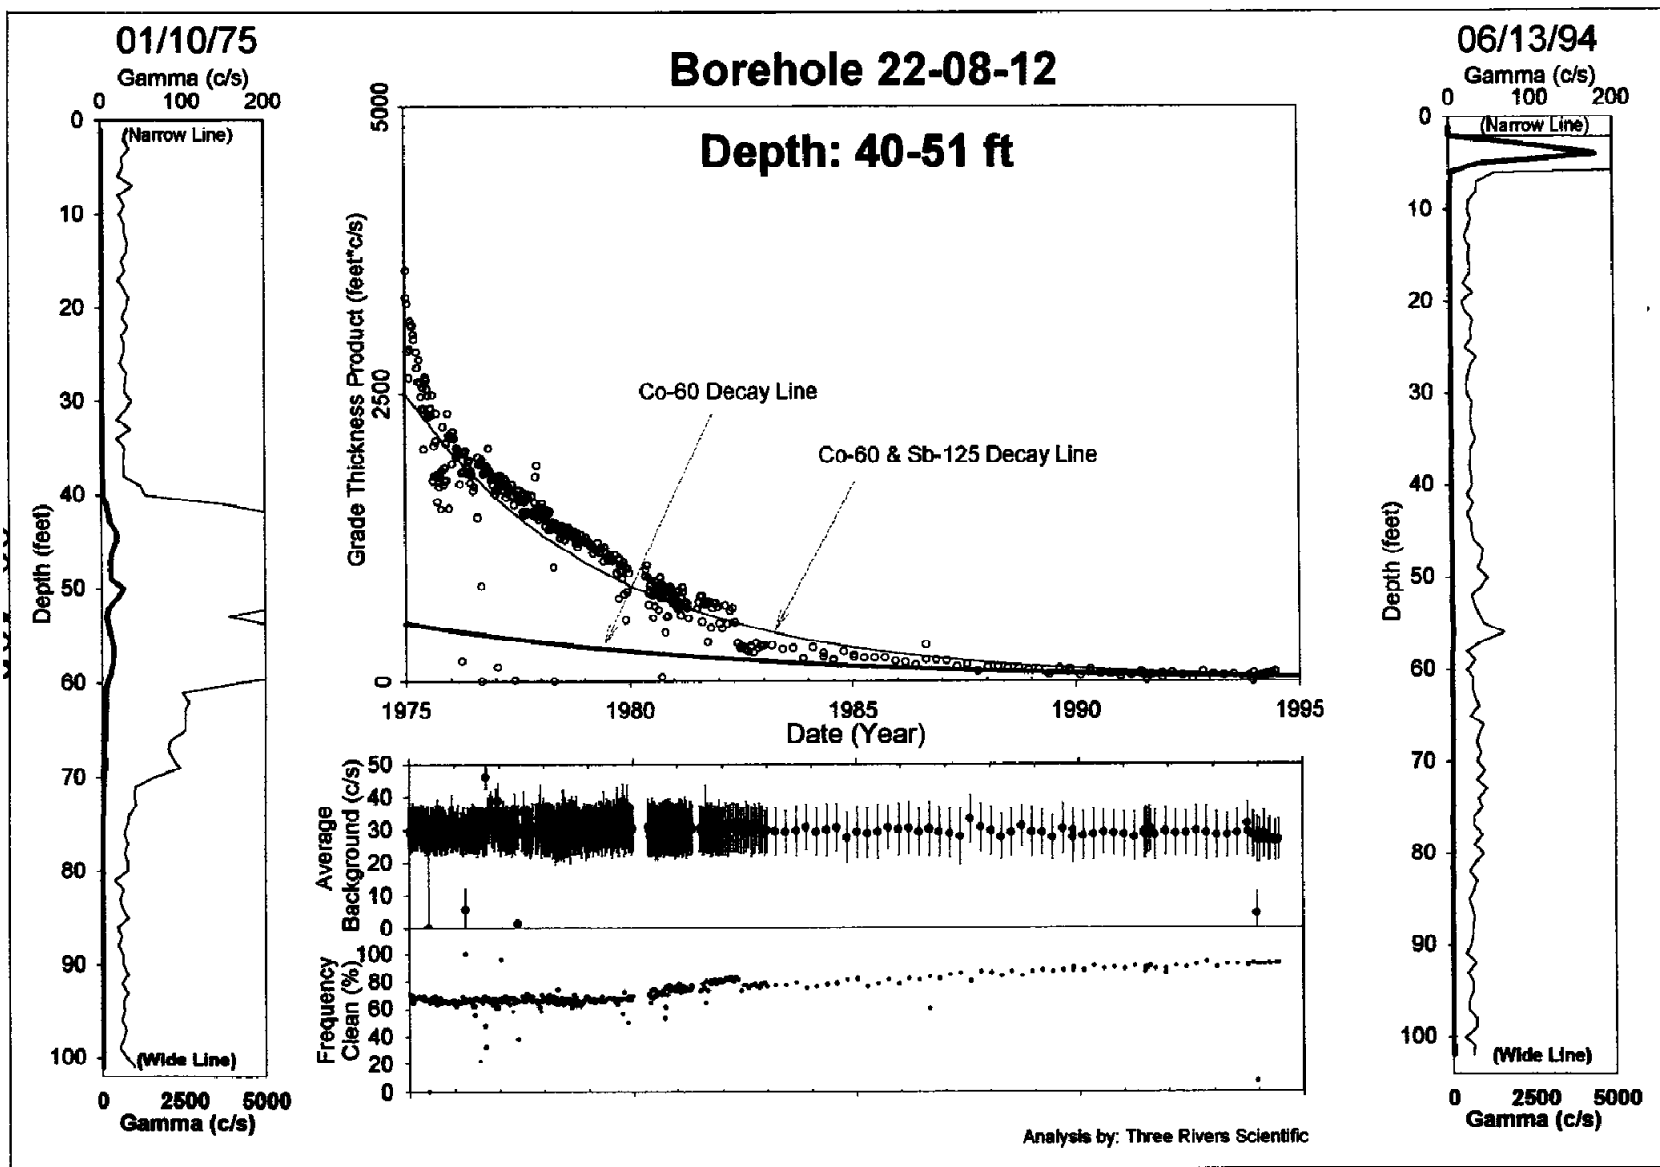 01/10/75
Gamma (c/s)
0 100 200
(Narrow Line)
0
10
20
30
40
50
60
70
80
90
100
Depth (feet)
(Wide Line)
0 2500 5000
Gamma (c/s)
Borehole 22-08-12
Depth: 40-51 ft
5000
2500
0
Grade Thickness Product (feet*c/s)
Co-60 Decay Line
Co-60 & Sb-125 Decay Line
1975 1980 1985 1990 1995
Date (Year)
50
40
30
20
10
0
Average
Background (c/s)
100
80
60
40
20
0
Frequency
Clean (%)
Analysis by: Three Rivers Scientific
06/13/94
Gamma (c/s)
0 100 200
(Narrow Line)
0
10
20
30
40
50
60
70
80
90
100
Depth (feet)
(Wide Line)
0 2500 5000
Gamma (c/s)